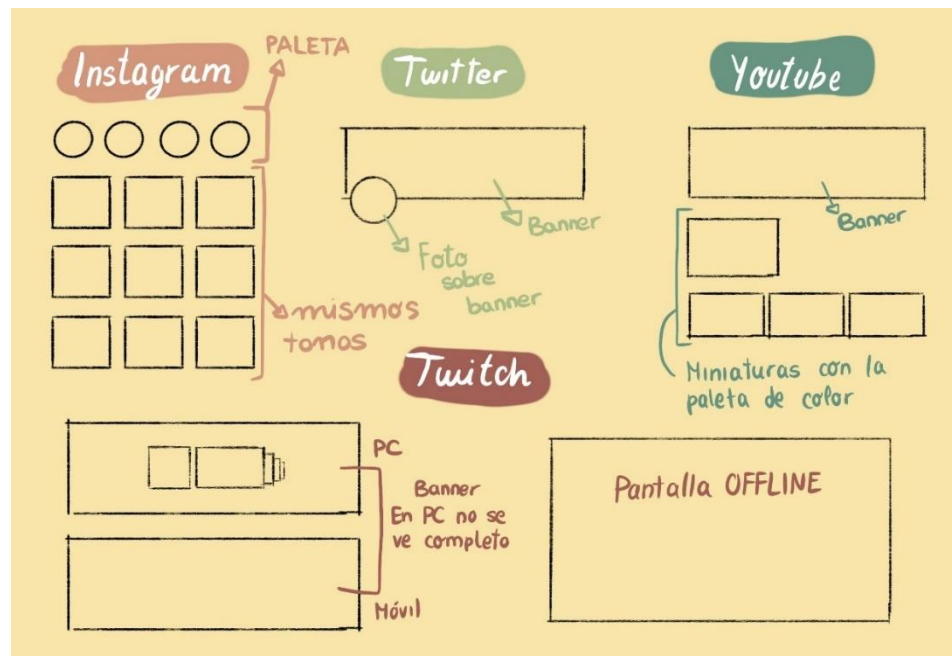 Instagram
PALETA
mismos
tonos
Twitter
Banner
Foto
sobre
banner
Youtube
Banner
Miniaturas con la
paleta de color
Twitch
PC
Banner
En PC no se
ve completo
Móvil
Pantalla OFFLINE